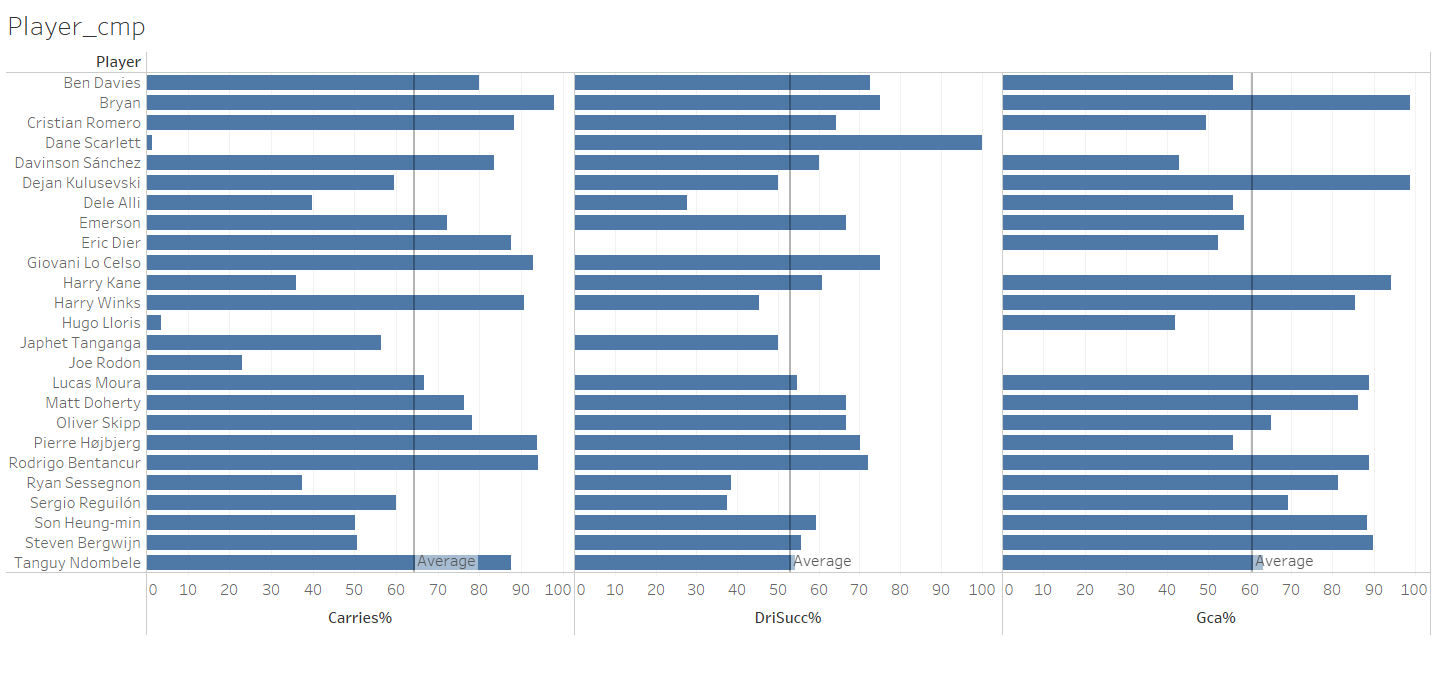 Player_cmp
Player
Ben Davies
Bryan
Cristian Romero
Dane Scarlett
Davinson Sánchez
Dejan Kulusevski
Dele Alli
Emerson
Eric Dier
Giovani Lo Celso
Harry Kane
Harry Winks
Hugo Lloris
Japhet Tanganga
Joe Rodon
Lucas Moura
Matt Doherty
Oliver Skipp
Pierre Højbjerg
Rodrigo Bentancur
Ryan Sessegnon
Sergio Reguilón
Son Heung-min
Steven Bergwijn
Tanguy Ndombele Average Average Average
0 10 20 30 40 50 60 70 80 90 100 0 10 20 30 40 50 60 70 80 90 100 0 10 20 30 40 50 60 70 80 90 100
Carries% DriSucc% Gca%